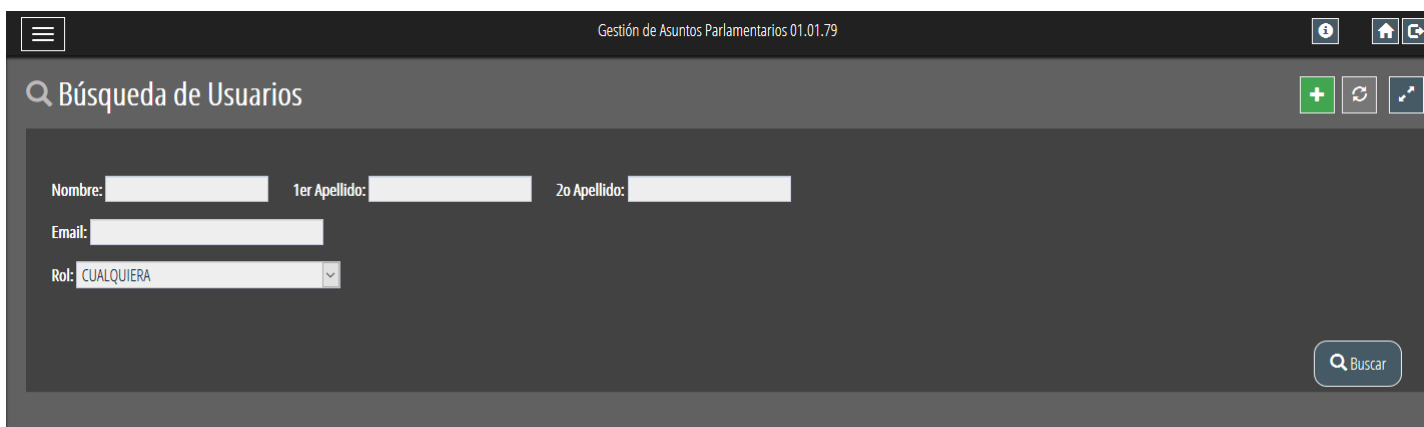 Gestión de Asuntos Parlamentarios 01.01.79
Búsqueda de Usuarios
Nombre: 1er Apellido: 2o Apellido:
Email:
Rol: CUALQUIERA
Buscar